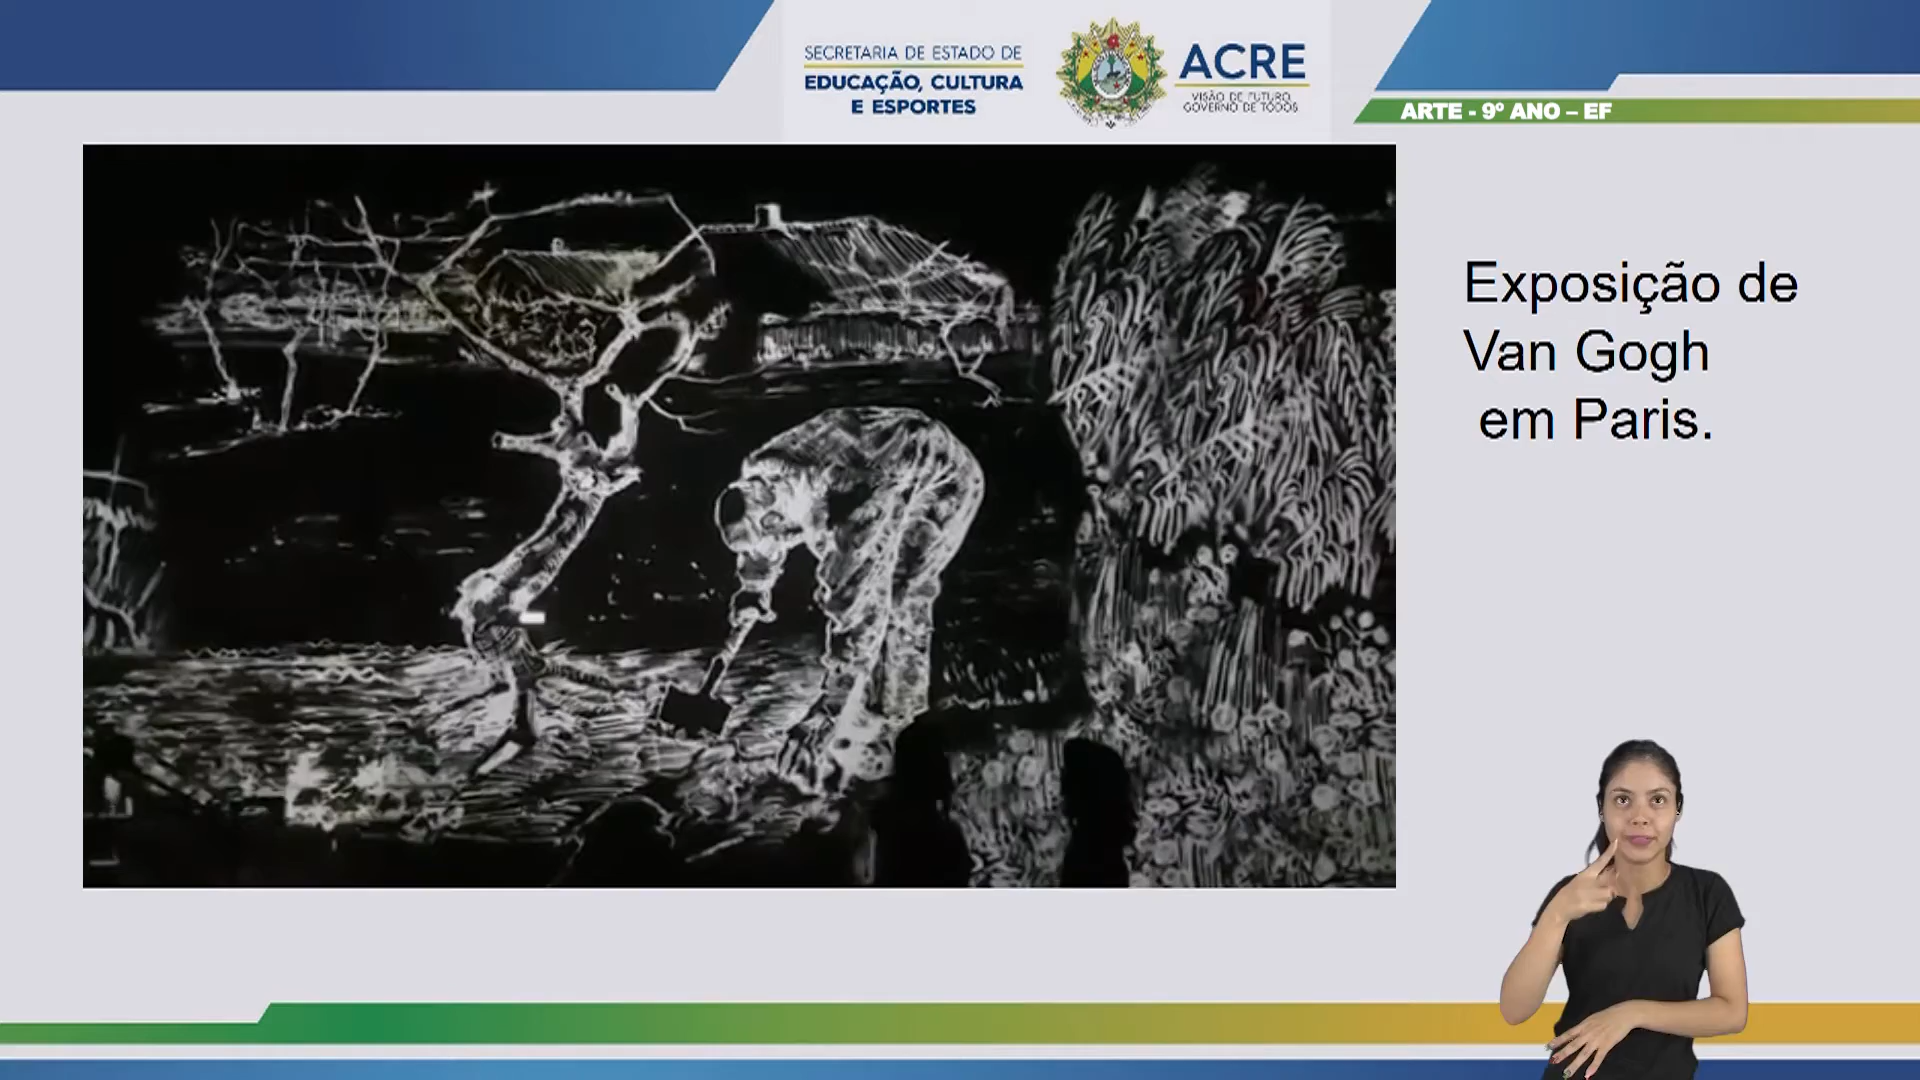 SECRETARIA DE ESTADO DE
EDUCAÇÃO, CULTURA
E ESPORTES
ACRE
VISÃO DE FUTURO,
GOVERNO DE TODOS
ARTE - 9º ANO – EF
Exposição de
Van Gogh
em Paris.